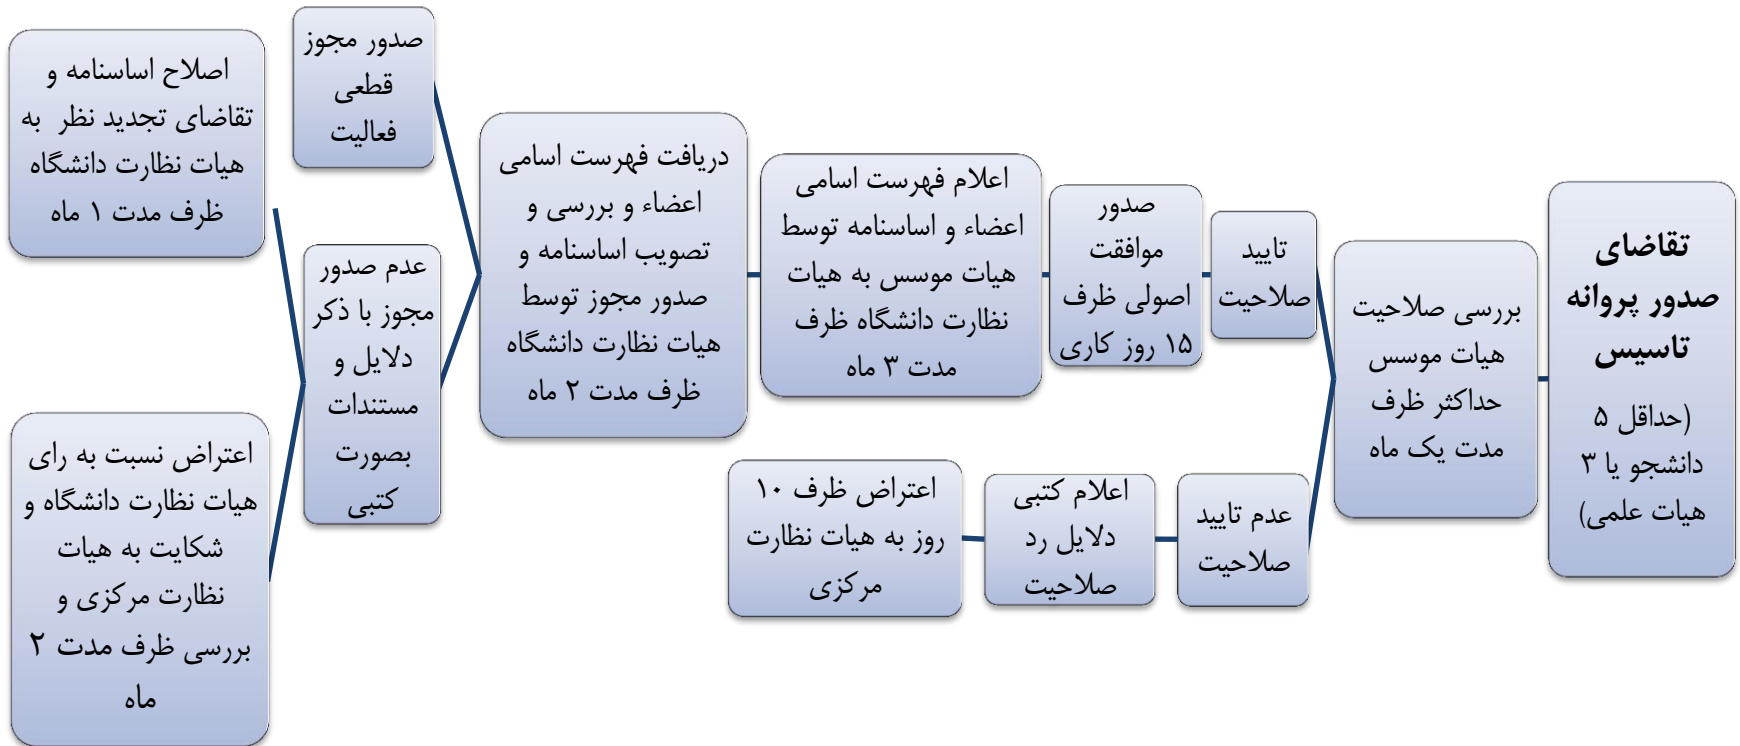 تقاضای
صدور پروانه
تاسیس
(حداقل ۵
دانشجو یا ۳
هیات علمی)
بررسی صلاحیت
هیات موسس
حداکثر ظرف
مدت یک ماه
تایید
صلاحیت
صدور
موافقت
اصولی ظرف
۱۵ روز کاری
اعلام فهرست اسامی
اعضاء و اساسنامه توسط
هیات موسس به هیات
نظارت دانشگاه ظرف
مدت ۳ ماه
دریافت فهرست اسامی
اعضاء و بررسی و
تصویب اساسنامه و
صدور مجوز توسط
هیات نظارت دانشگاه
ظرف مدت ۲ ماه
صدور مجوز
قطعی
فعالیت
عدم صدور
مجوز با ذکر
دلایل و
مستندات
بصورت
کتبی
اصلاح اساسنامه و
تقاضای تجدید نظر به
هیات نظارت دانشگاه
ظرف مدت ۱ ماه
اعتراض نسبت به رای
هیات نظارت دانشگاه و
شکایت به هیات
نظارت مرکزی و
بررسی ظرف مدت ۲
ماه
عدم تایید
صلاحیت
اعلام کتبی
دلایل رد
صلاحیت
اعتراض ظرف ۱۰
روز به هیات نظارت
مرکزی